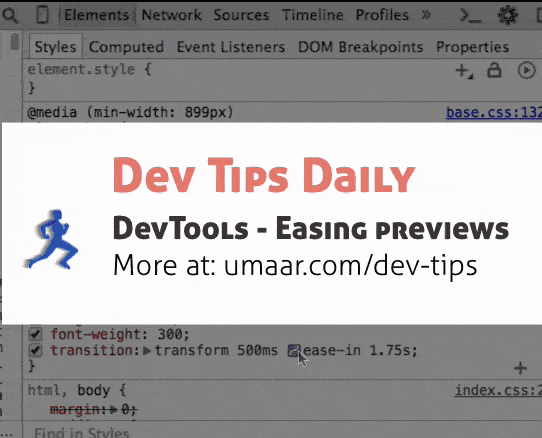 Elements Network Sources Timeline Profiles »
Styles Computed Event Listeners DOM Breakpoints Properties
element.style {
}
@media (min-width: 899px) base.css:132
Dev Tips Daily
DevTools - Easing previews
More at: umaar.com/dev-tips
font-weight: 300;
transition: transform 500ms ease-in 1.75s;
}
html, body { index.css:2
margin: 0;
... Find in Styles